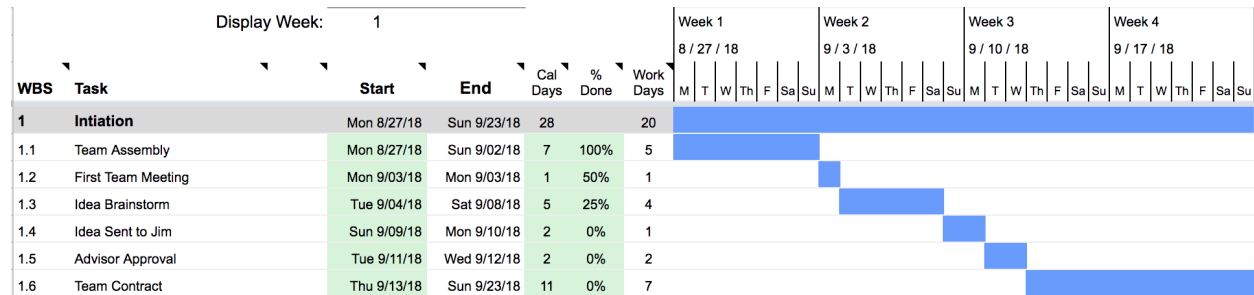 Display Week: 1 Week 1 Week 2 Week 3 Week 4
8 / 27 / 18 9 / 3 / 18 9 / 10 / 18 9 / 17 / 18
WBS Task Start End Cal Days % Done Work Days M T W Th F Sa Su M T W Th F Sa Su M T W Th F Sa Su M T W Th F Sa Su
1 Intiation Mon 8/27/18 Sun 9/23/18 28 20
1.1 Team Assembly Mon 8/27/18 Sun 9/02/18 7 100% 5
1.2 First Team Meeting Mon 9/03/18 Mon 9/03/18 1 50% 1
1.3 Idea Brainstorm Tue 9/04/18 Sat 9/08/18 5 25% 4
1.4 Idea Sent to Jim Sun 9/09/18 Mon 9/10/18 2 0% 1
1.5 Advisor Approval Tue 9/11/18 Wed 9/12/18 2 0% 2
1.6 Team Contract Thu 9/13/18 Sun 9/23/18 11 0% 7